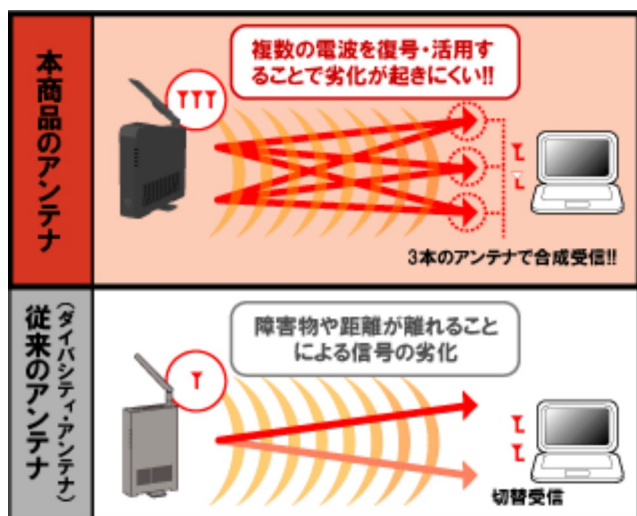 本商品のアンテナ
複数の電波を復号・活用す
ることで劣化が起きにくい!!
3本のアンテナで合成受信!!
(ダイバシティ・アンテナ)
従来のアンテナ
障害物や距離が離れること
による信号の劣化
切替受信